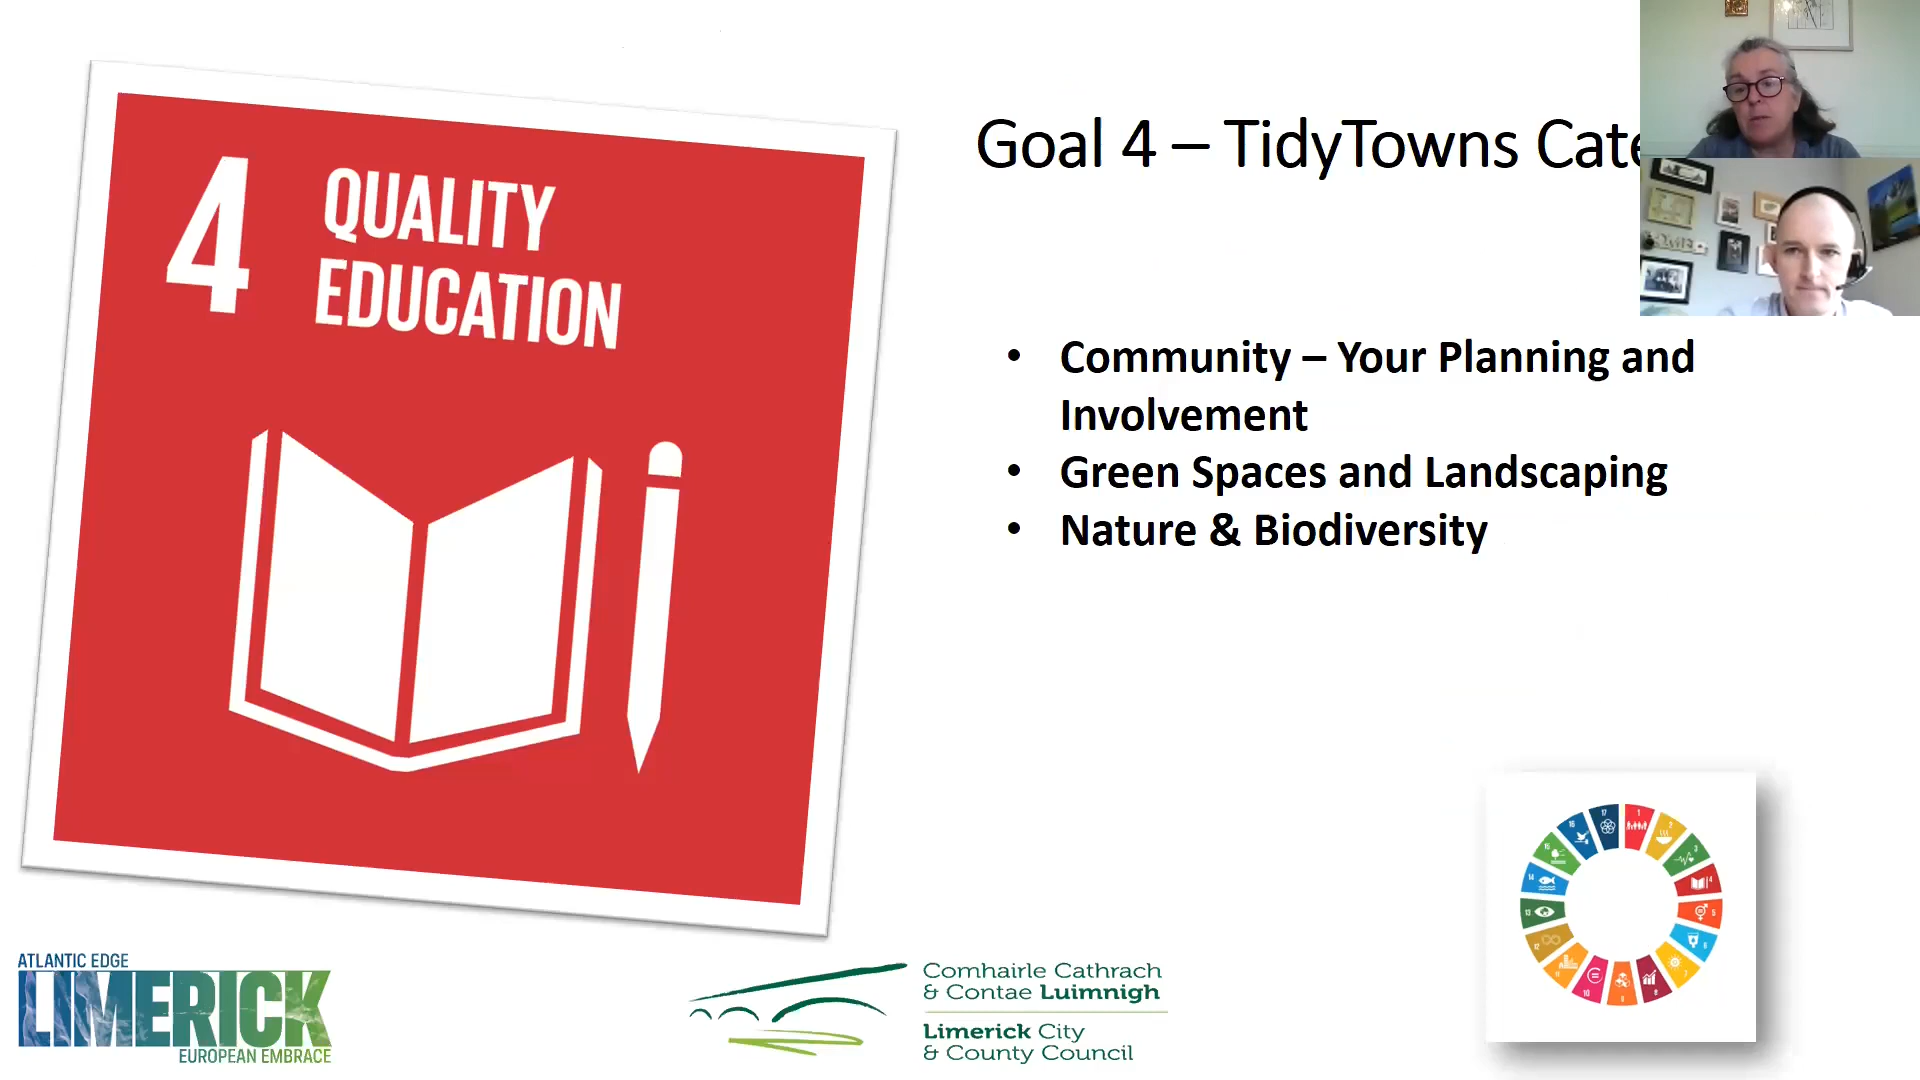 4 QUALITY
EDUCATION
Goal 4 – TidyTowns Cate
• Community – Your Planning and
Involvement
• Green Spaces and Landscaping
• Nature & Biodiversity
ATLANTIC EDGE
LIMERICK
EUROPEAN EMBRACE
Comhairle Cathrach
& Contae Luimnigh
Limerick City
& County Council